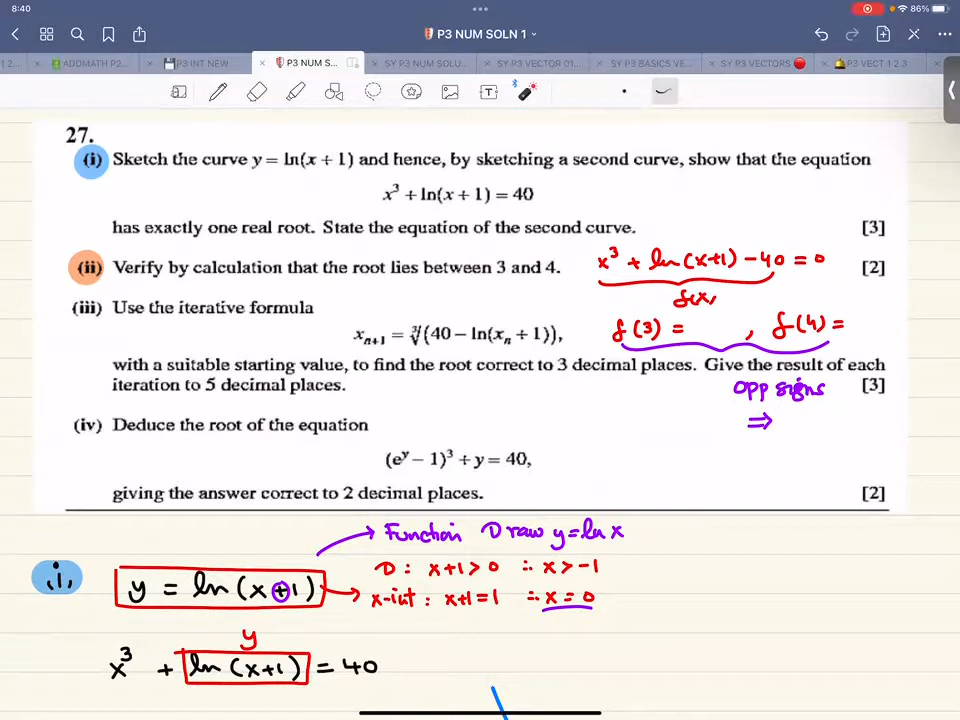 8:40
86%
P3 NUM SOLN 1
1 2...
ADDMATH P2...
P3 INT NEW
P3 NUM S...
SY P3 NUM SOLU...
SY P3 VECTOR 01...
SY P3 BASICS VE...
SY P3 VECTORS
P3 VECT 1 2 3
27.
(i) Sketch the curve y = ln(x + 1) and hence, by sketching a second curve, show that the equation
x³ + ln(x + 1) = 40
has exactly one real root. State the equation of the second curve. [3]
(ii) Verify by calculation that the root lies between 3 and 4. [2]
x³ + ln(x+1) - 40 = 0
f(x)
(iii) Use the iterative formula
f(3) = , f(4) =
xₙ₊₁ = ∛(40 − ln(xₙ + 1)),
with a suitable starting value, to find the root correct to 3 decimal places. Give the result of each
iteration to 5 decimal places. [3]
opp signs
⇒
(iv) Deduce the root of the equation
(eʸ − 1)³ + y = 40,
giving the answer correct to 2 decimal places. [2]
Function Draw y = ln x
i,
y = ln (x+1)
D : x+1 > 0 ∴ x > -1
x-int : x+1 = 1 ∴ x = 0
y
x³ + ln (x+1) = 40